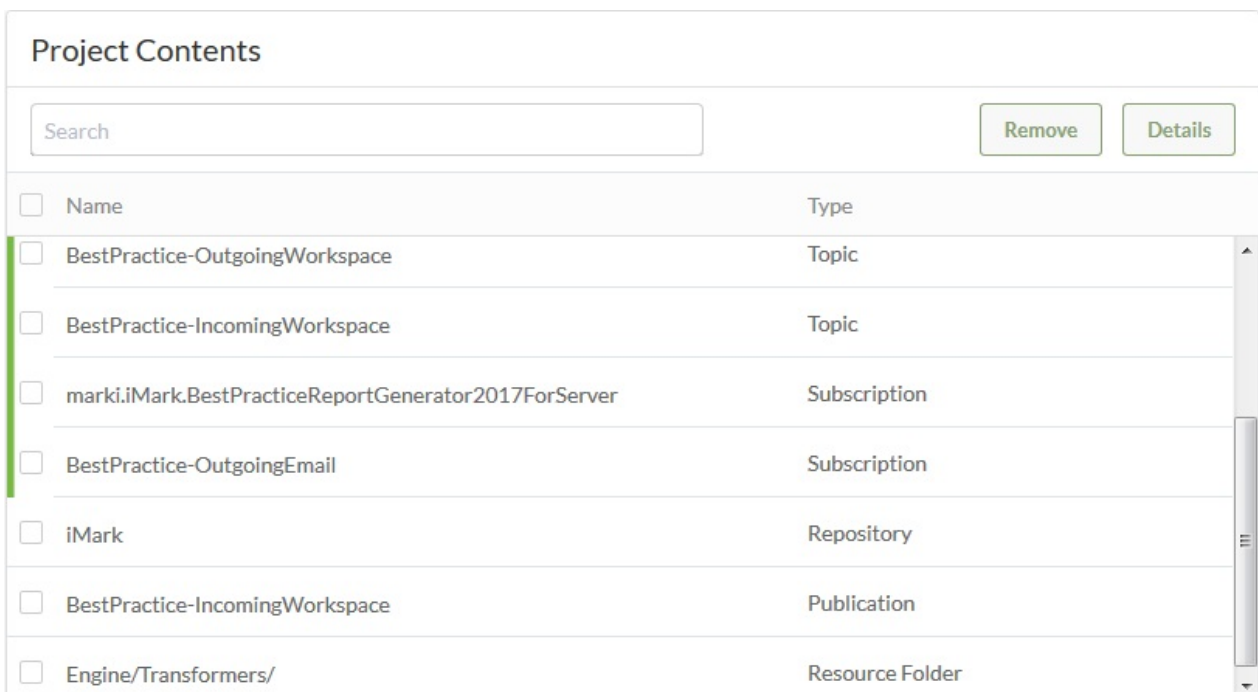 Project Contents
Search Remove Details
Name Type
BestPractice-OutgoingWorkspace Topic
BestPractice-IncomingWorkspace Topic
marki.iMark.BestPracticeReportGenerator2017ForServer Subscription
BestPractice-OutgoingEmail Subscription
iMark Repository
BestPractice-IncomingWorkspace Publication
Engine/Transformers/ Resource Folder